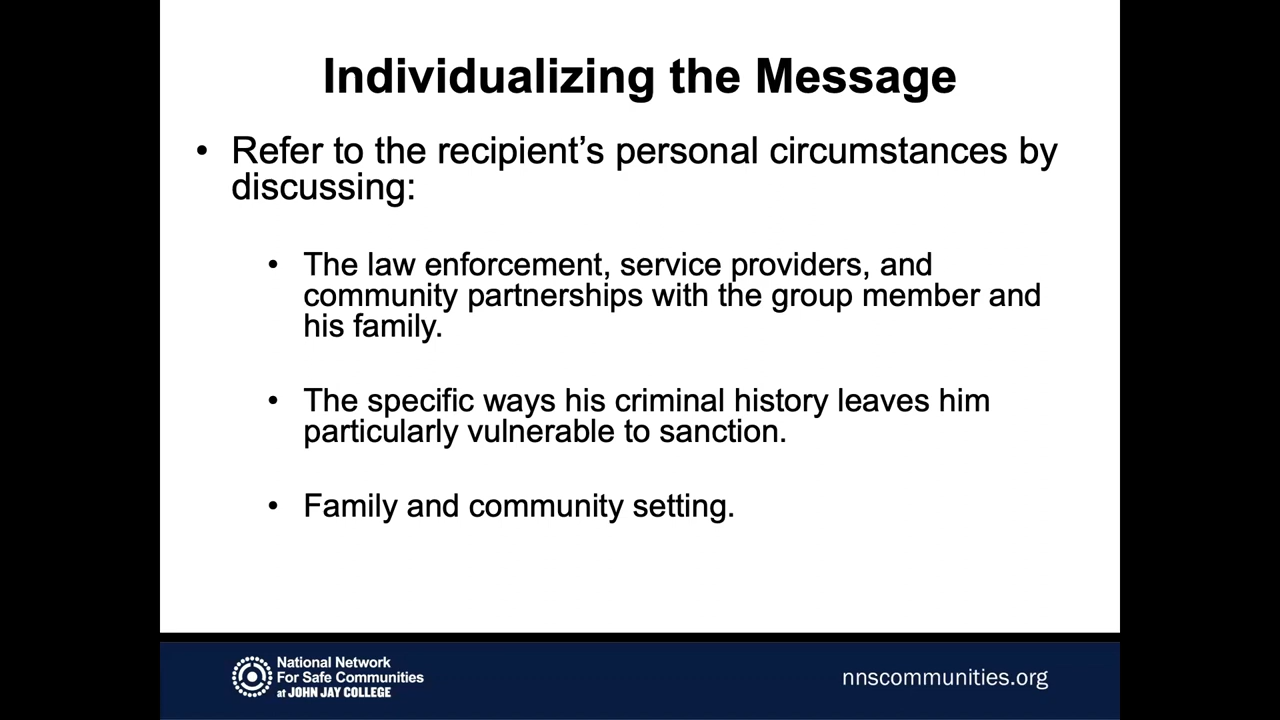 Individualizing the Message
• Refer to the recipient’s personal circumstances by
discussing:
• The law enforcement, service providers, and
community partnerships with the group member and
his family.
• The specific ways his criminal history leaves him
particularly vulnerable to sanction.
• Family and community setting.
National Network
For Safe Communities
at JOHN JAY COLLEGE
nnscommunities.org